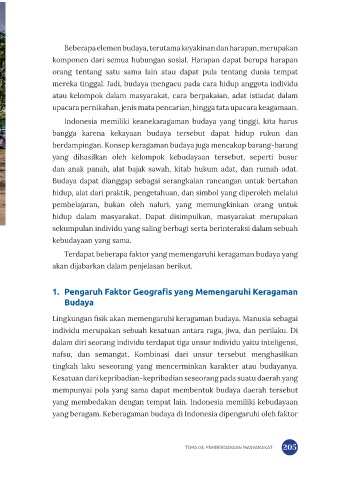 Beberapa elemen budaya, terutama keyakinan dan harapan, merupakan
komponen dari semua hubungan sosial. Harapan dapat berupa harapan
orang tentang satu sama lain atau dapat pula tentang dunia tempat
mereka tinggal. Jadi, budaya mengacu pada cara hidup anggota individu
atau kelompok dalam masyarakat, cara berpakaian, adat istiadat dalam
upacara pernikahan, jenis mata pencarian, hingga tata upacara keagamaan.
Indonesia memiliki keanekaragaman budaya yang tinggi, kita harus
bangga karena kekayaan budaya tersebut dapat hidup rukun dan
berdampingan. Konsep keragaman budaya juga mencakup barang-barang
yang dihasilkan oleh kelompok kebudayaan tersebut, seperti busur
dan anak panah, alat bajak sawah, kitab hukum adat, dan rumah adat.
Budaya dapat dianggap sebagai serangkaian rancangan untuk bertahan
hidup, alat dari praktik, pengetahuan, dan simbol yang diperoleh melalui
pembelajaran, bukan oleh naluri, yang memungkinkan orang untuk
hidup dalam masyarakat. Dapat disimpulkan, masyarakat merupakan
sekumpulan individu yang saling berbagi serta berinteraksi dalam sebuah
kebudayaan yang sama.
Terdapat beberapa faktor yang memengaruhi keragaman budaya yang
akan dijabarkan dalam penjelasan berikut.
1. Pengaruh Faktor Geografis yang Memengaruhi Keragaman
Budaya
Lingkungan fisik akan memengaruhi keragaman budaya. Manusia sebagai
individu merupakan sebuah kesatuan antara raga, jiwa, dan perilaku. Di
dalam diri seorang individu terdapat tiga unsur individu yaitu inteligensi,
nafsu, dan semangat. Kombinasi dari unsur tersebut menghasilkan
tingkah laku seseorang yang mencerminkan karakter atau budayanya.
Kesatuan dari kepribadian-kepribadian seseorang pada suatu daerah yang
mempunyai pola yang sama dapat membentuk budaya daerah tersebut
yang membedakan dengan tempat lain. Indonesia memiliki kebudayaan
yang beragam. Keberagaman budaya di Indonesia dipengaruhi oleh faktor
TEMA 04: PEMBERDAYAAN MASYARAKAT 205